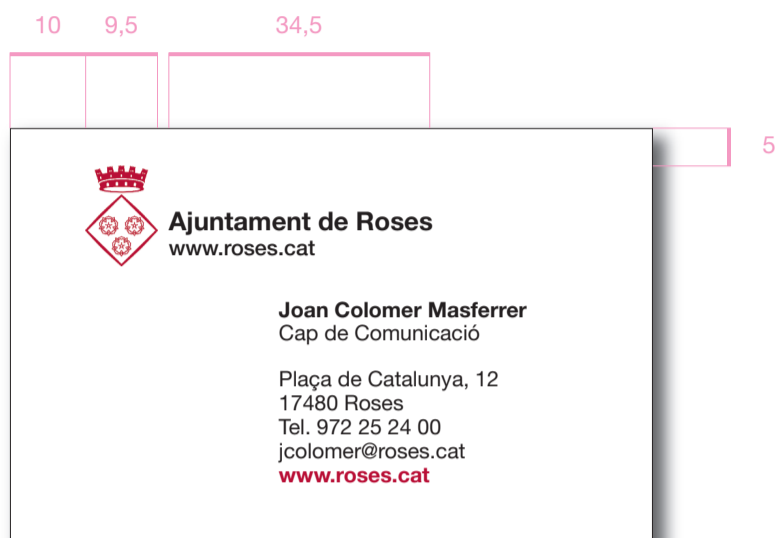 10 9,5 34,5
5
Ajuntament de Roses
www.roses.cat
Joan Colomer Masferrer
Cap de Comunicació
Plaça de Catalunya, 12
17480 Roses
Tel. 972 25 24 00
jcolomer@roses.cat
www.roses.cat